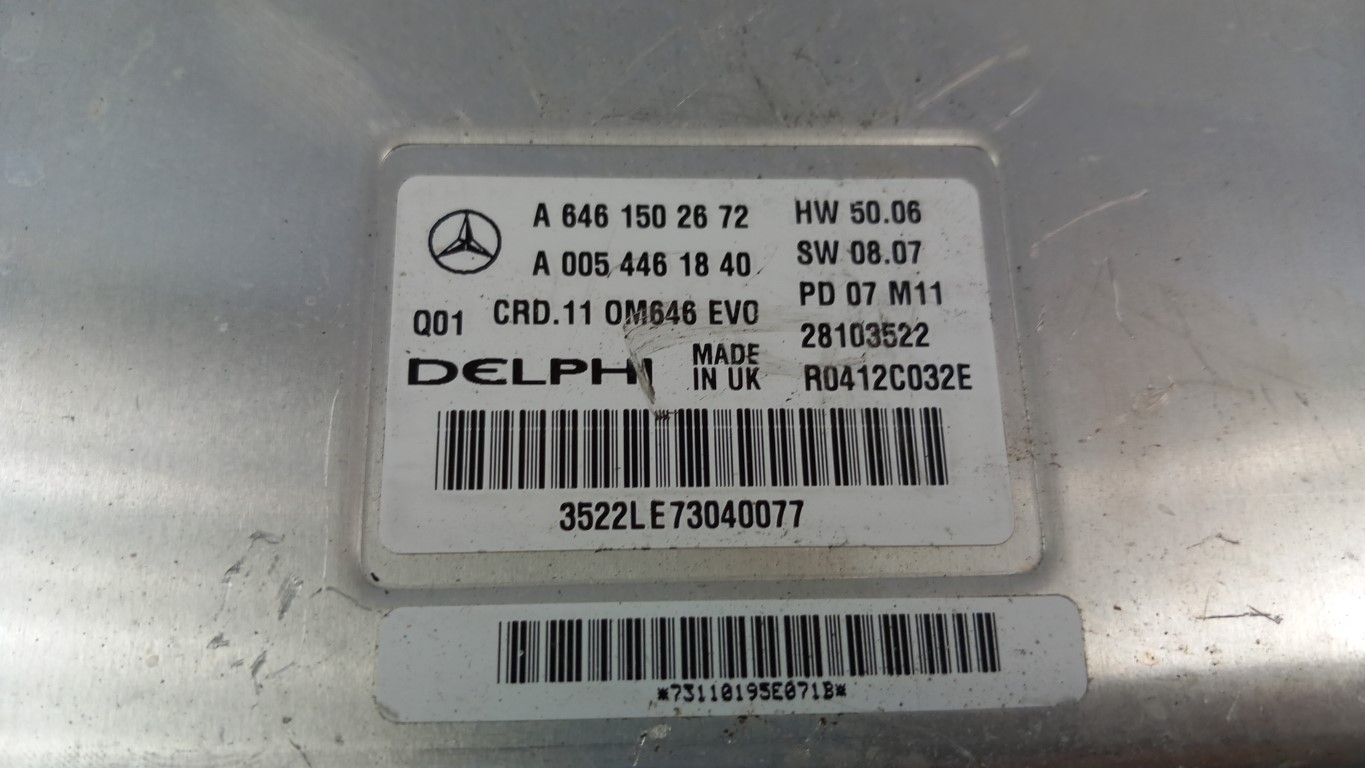 A 646 150 26 72
A 005 446 18 40
Q01 CRD.11 OM646 EVO
DELPHI
MADE
IN UK
HW 50.06
SW 08.07
PD 07 M11
28103522
R0412C032E
3522LE73040077
*73110195E071B*